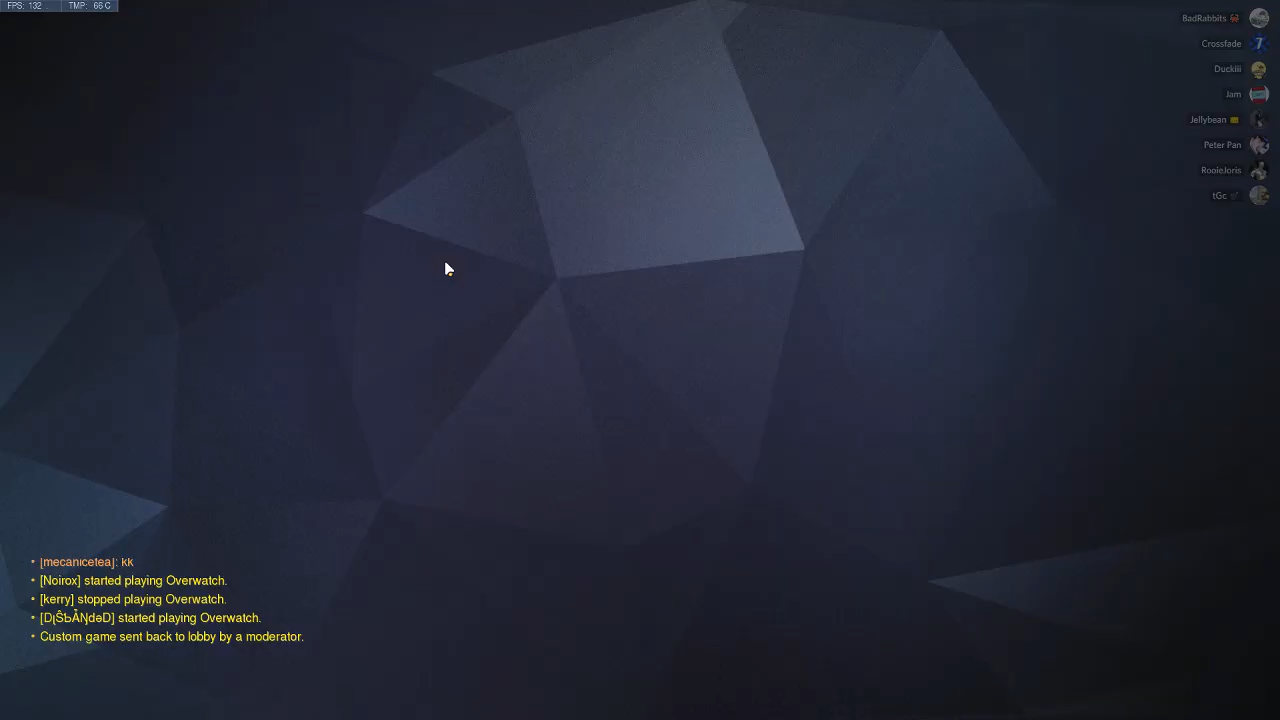 FPS: 132 TMP: 66 C
BadRabbits
Crossfade
Duckiii
Jam
Jellybean
Peter Pan
RooieJoris
tGc
• [mecanicetea]: kk
• [Noirox] started playing Overwatch.
• [kerry] stopped playing Overwatch.
• started playing Overwatch.
• Custom game sent back to lobby by a moderator.